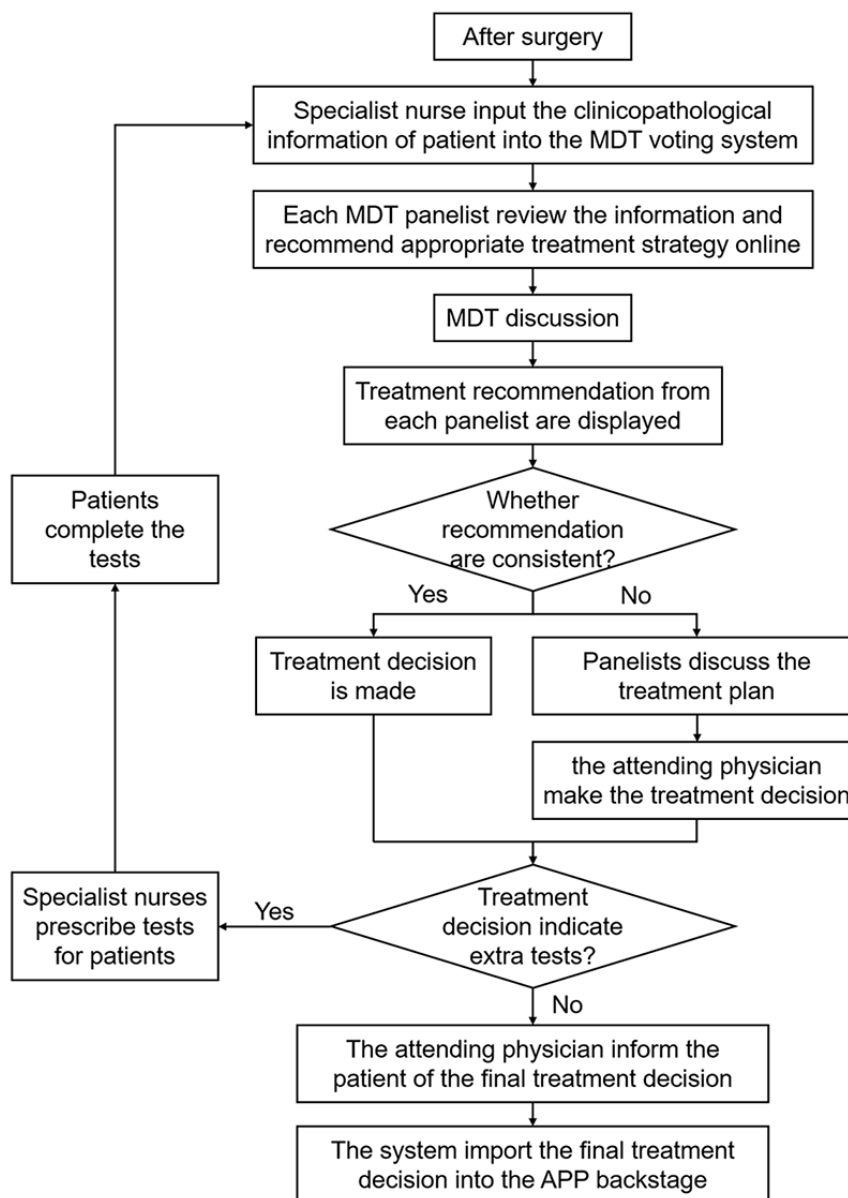 After surgery
Specialist nurse input the clinicopathological
information of patient into the MDT voting system
Each MDT panelist review the information and
recommend appropriate treatment strategy online
MDT discussion
Treatment recommendation from
each panelist are displayed
Patients
complete the
tests
Whether
recommendation
are consistent?
Yes
No
Treatment decision
is made
Panelists discuss the
treatment plan
the attending physician
make the treatment decision
Specialist nurses
prescribe tests
for patients
Yes
Treatment
decision indicate
extra tests?
No
The attending physician inform the
patient of the final treatment decision
The system import the final treatment
decision into the APP backstage